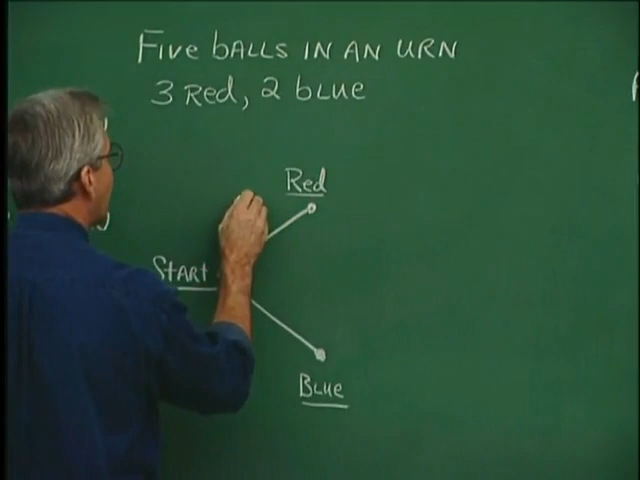 Five balls in an urn
3 Red, 2 blue
Red
Start
Blue